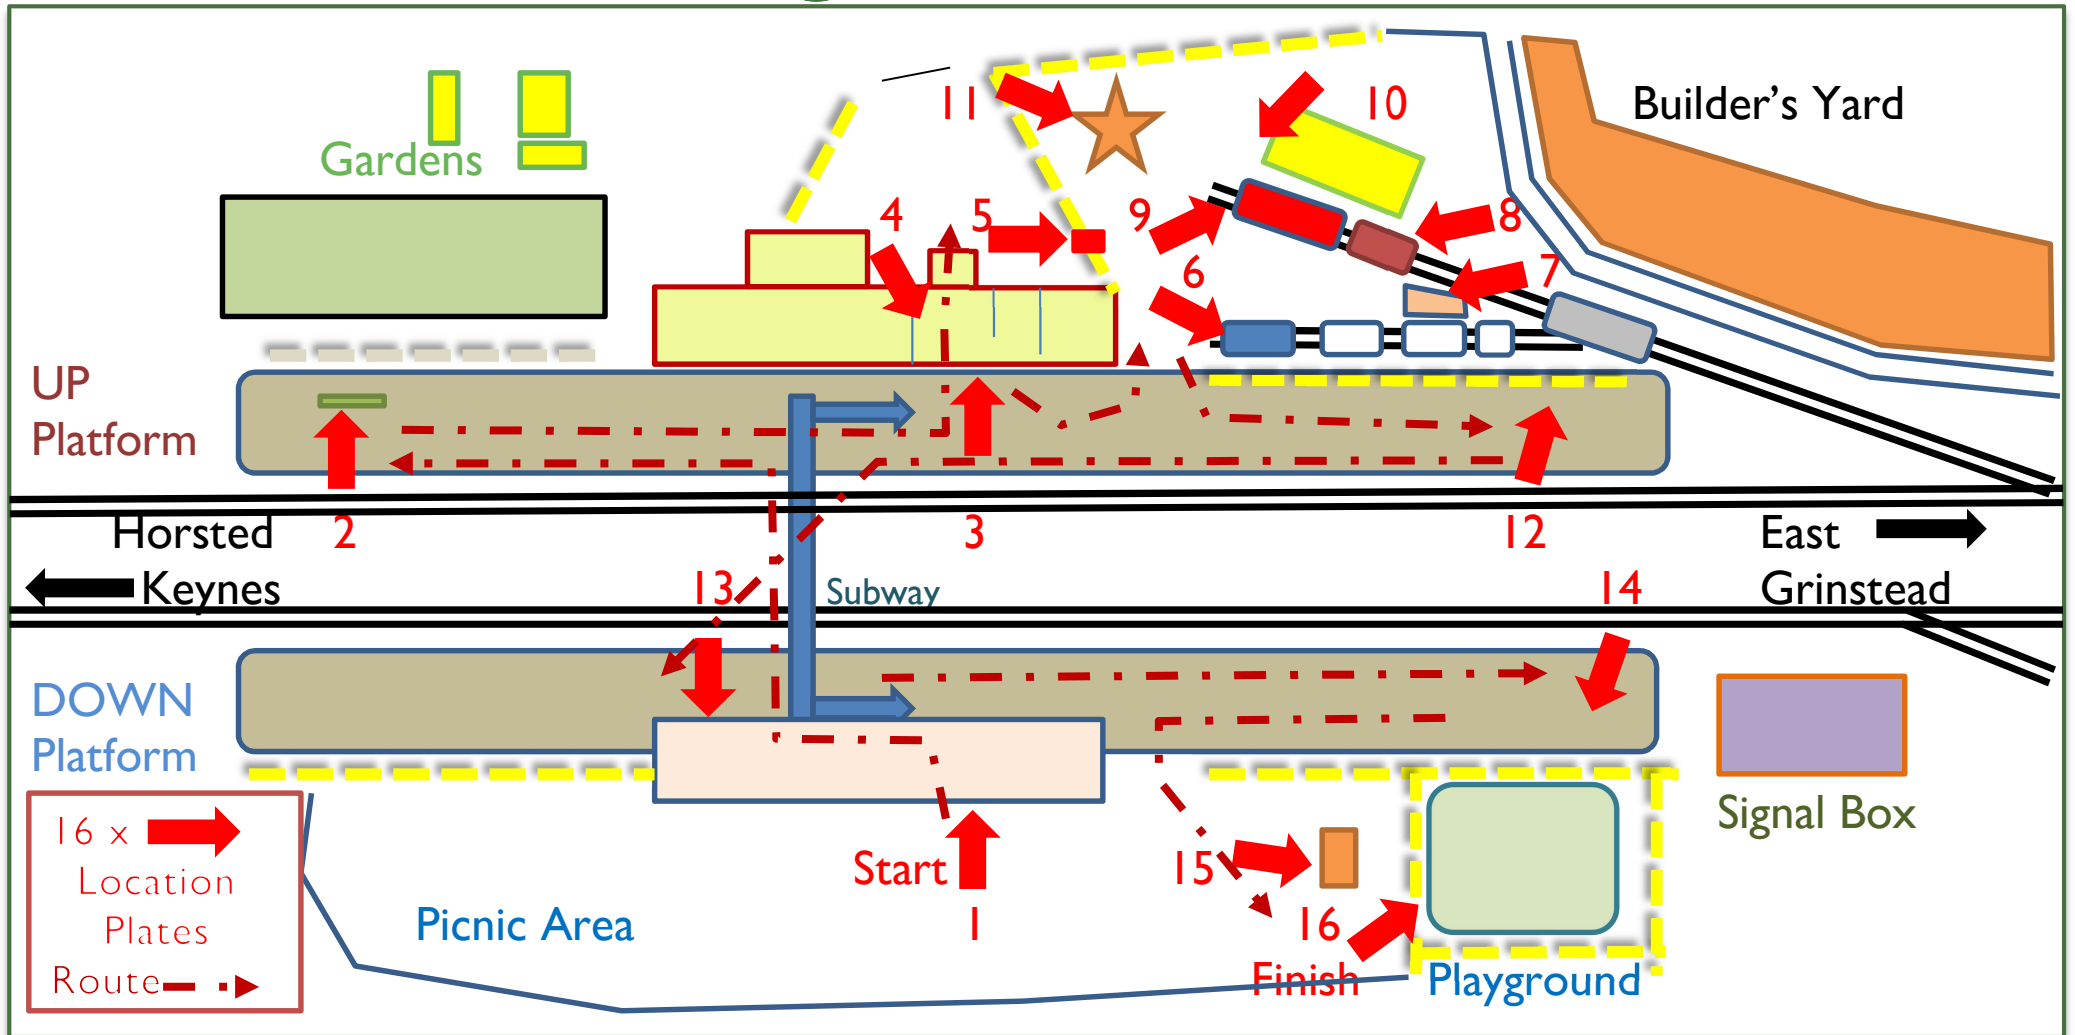 11
10
Builder's Yard
Gardens
4
5
9
8
6
7
UP
Platform
Horsted
Keynes
2
3
12
East
Grinstead
13
Subway
14
DOWN
Platform
Signal Box
16 x
Location
Plates
Route
Start
1
15
16
Finish
Picnic Area
Playground